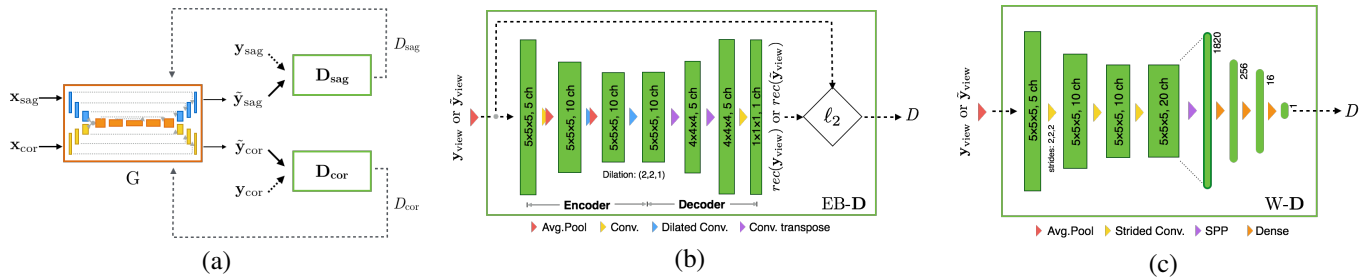 x_sag
x_cor
G
y_sag
ỹ_sag
D_sag
D_sag
ỹ_cor
y_cor
D_cor
D_cor
(a)
y_view or ỹ_view
5x5x5, 5 ch
5x5x5, 10 ch
5x5x5, 10 ch
5x5x5, 10 ch
4x4x4, 5 ch
4x4x4, 5 ch
1x1x1, 1 ch
Dilation: (2,2,1)
Encoder
Decoder
rec(y_view) or rec(ỹ_view)
ℓ_2
D
EB-D
Avg.Pool
Conv.
Dilated Conv.
Conv. transpose
(b)
y_view or ỹ_view
5x5x5, 5 ch
strides: 2,2,2
5x5x5, 10 ch
5x5x5, 10 ch
5x5x5, 20 ch
1820
256
16
1
D
W-D
Avg.Pool
Strided Conv.
SPP
Dense
(c)